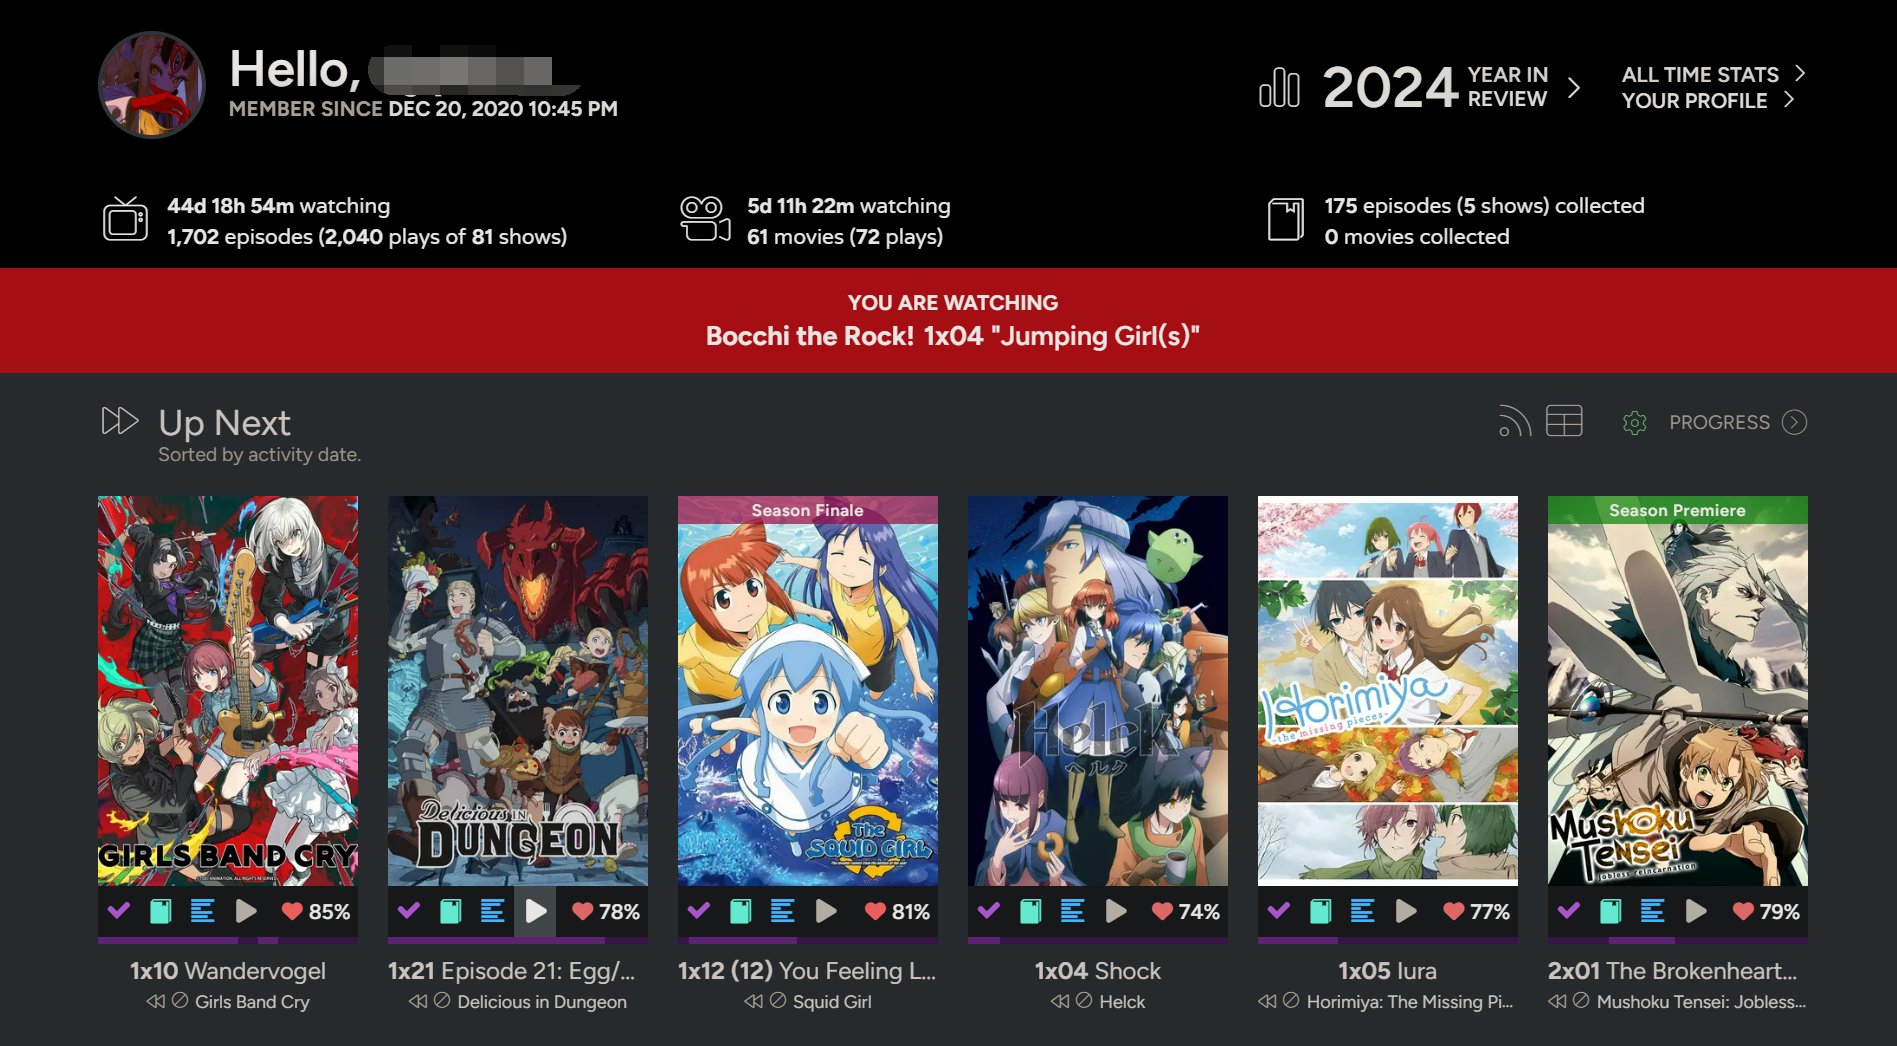 Hello,
MEMBER SINCE DEC 20, 2020 10:45 PM
2024 YEAR IN REVIEW
ALL TIME STATS
YOUR PROFILE
44d 18h 54m watching
1,702 episodes (2,040 plays of 81 shows)
5d 11h 22m watching
61 movies (72 plays)
175 episodes (5 shows) collected
0 movies collected
YOU ARE WATCHING
Bocchi the Rock! 1x04 "Jumping Girl(s)"
Up Next
Sorted by activity date.
PROGRESS
GIRLS BAND CRY
85%
1x10 Wandervogel
Girls Band Cry
Delicious IN
DUNGEON
78%
1x21 Episode 21: Egg/...
Delicious in Dungeon
Season Finale
The
SQUID GIRL
81%
1x12 (12) You Feeling L...
Squid Girl
Helck
ヘルク
74%
1x04 Shock
Helck
Horimiya
-the missing pieces-
77%
1x05 Iura
Horimiya: The Missing Pi...
Season Premiere
MUSHOKU
TENSEI
jobless reincarnation
79%
2x01 The Brokenheart...
Mushoku Tensei: Jobless...